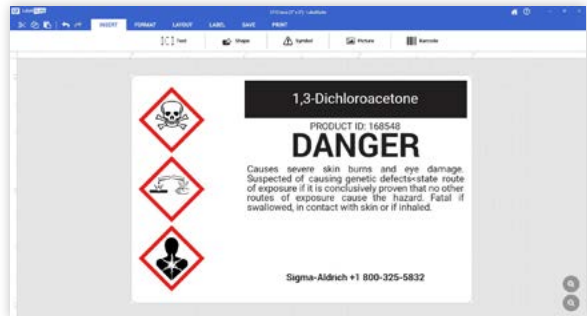 INSERT FORMAT LAYOUT LABEL SAVE PRINT
Text Shape Symbol Picture Barcode
1,3-Dichloroacetone
PRODUCT ID: 168548
DANGER
Causes severe skin burns and eye damage.
Suspected of causing genetic defects<state route
of exposure if it is conclusively proven that no other
routes of exposure cause the hazard. Fatal if
swallowed, in contact with skin or if inhaled.
Sigma-Aldrich +1 800-325-5832